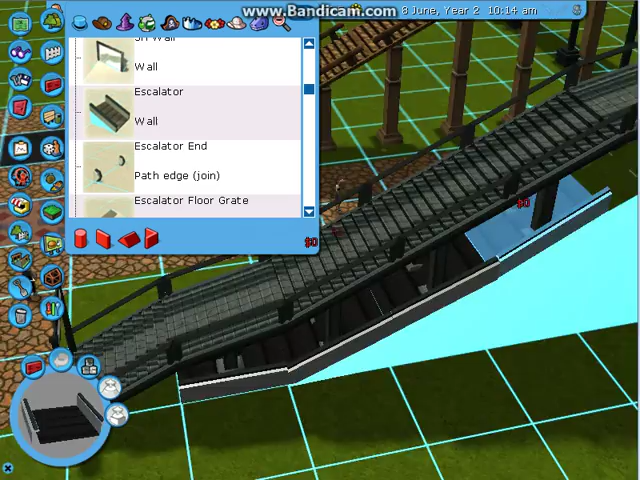 www.Bandicam.com
8 June, Year 2
10:14 am
Wall
Escalator
Wall
Escalator End
Path edge (join)
Escalator Floor Grate
$0
$0